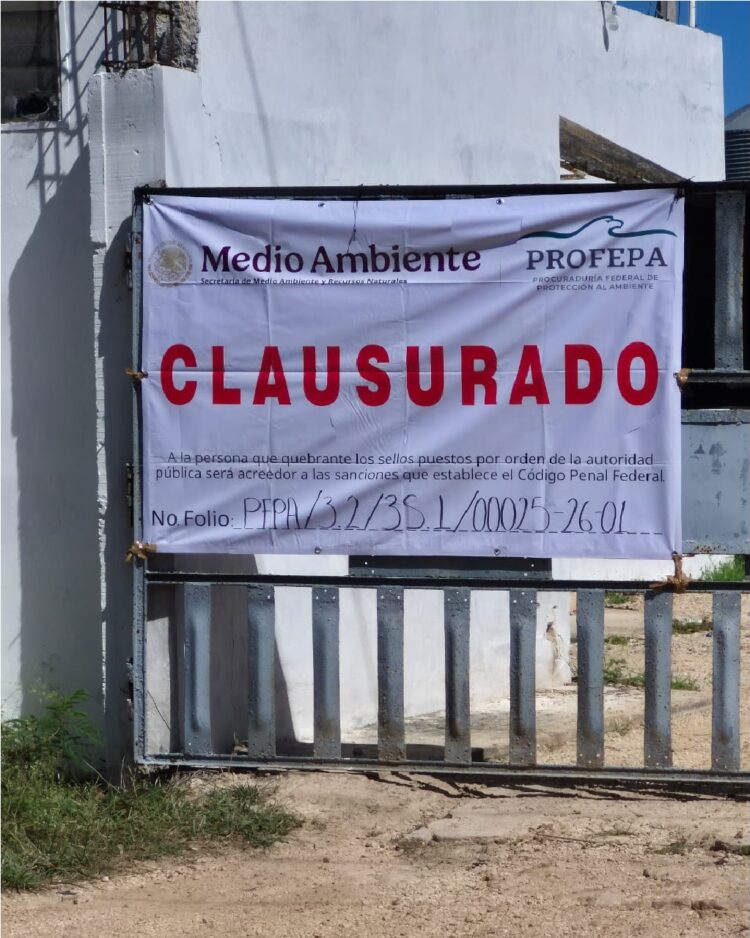 Medio Ambiente
Secretaría de Medio Ambiente y Recursos Naturales
PROFEPA
PROCURADURÍA FEDERAL DE
PROTECCIÓN AL AMBIENTE
CLAUSURADO
A la persona que quebrante los sellos puestos por orden de la autoridad
pública será acreedor a las sanciones que establece el Código Penal Federal.
No. Folio: PFPA/3.2/3S.1/00025-26-01